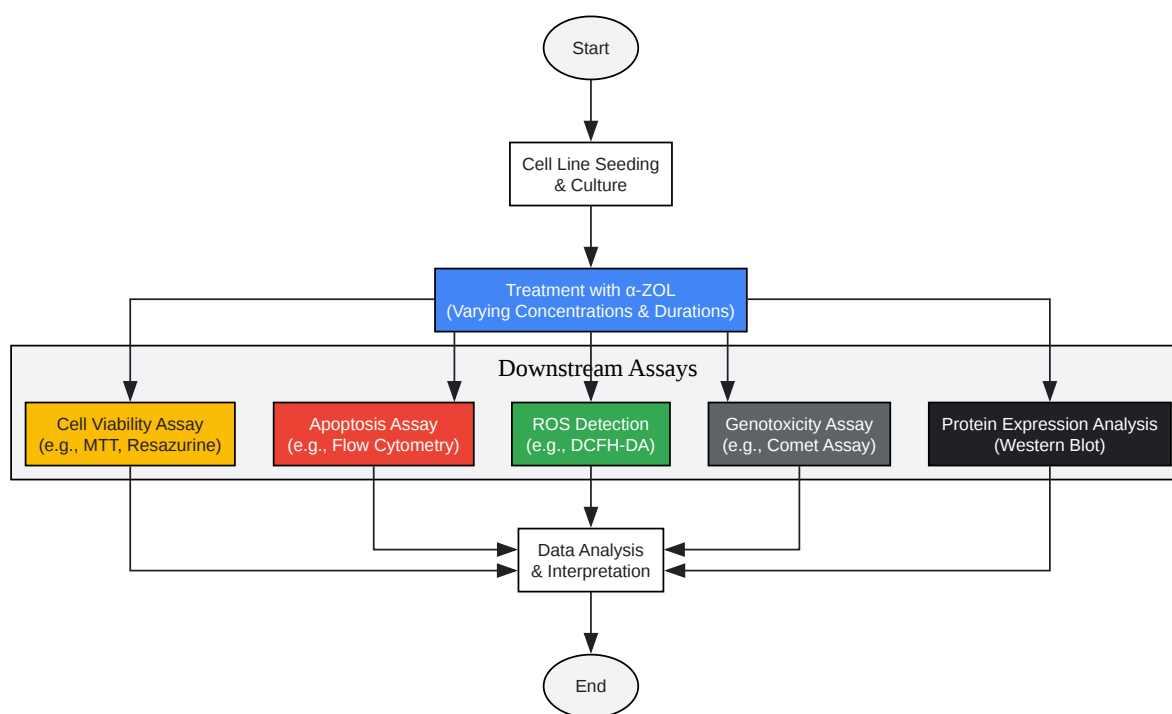 Start
Cell Line Seeding
& Culture
Treatment with α-ZOL
(Varying Concentrations & Durations)
Downstream Assays
Cell Viability Assay
(e.g., MTT, Resazurine)
Apoptosis Assay
(e.g., Flow Cytometry)
ROS Detection
(e.g., DCFH-DA)
Genotoxicity Assay
(e.g., Comet Assay)
Protein Expression Analysis
(Western Blot)
Data Analysis
& Interpretation
End